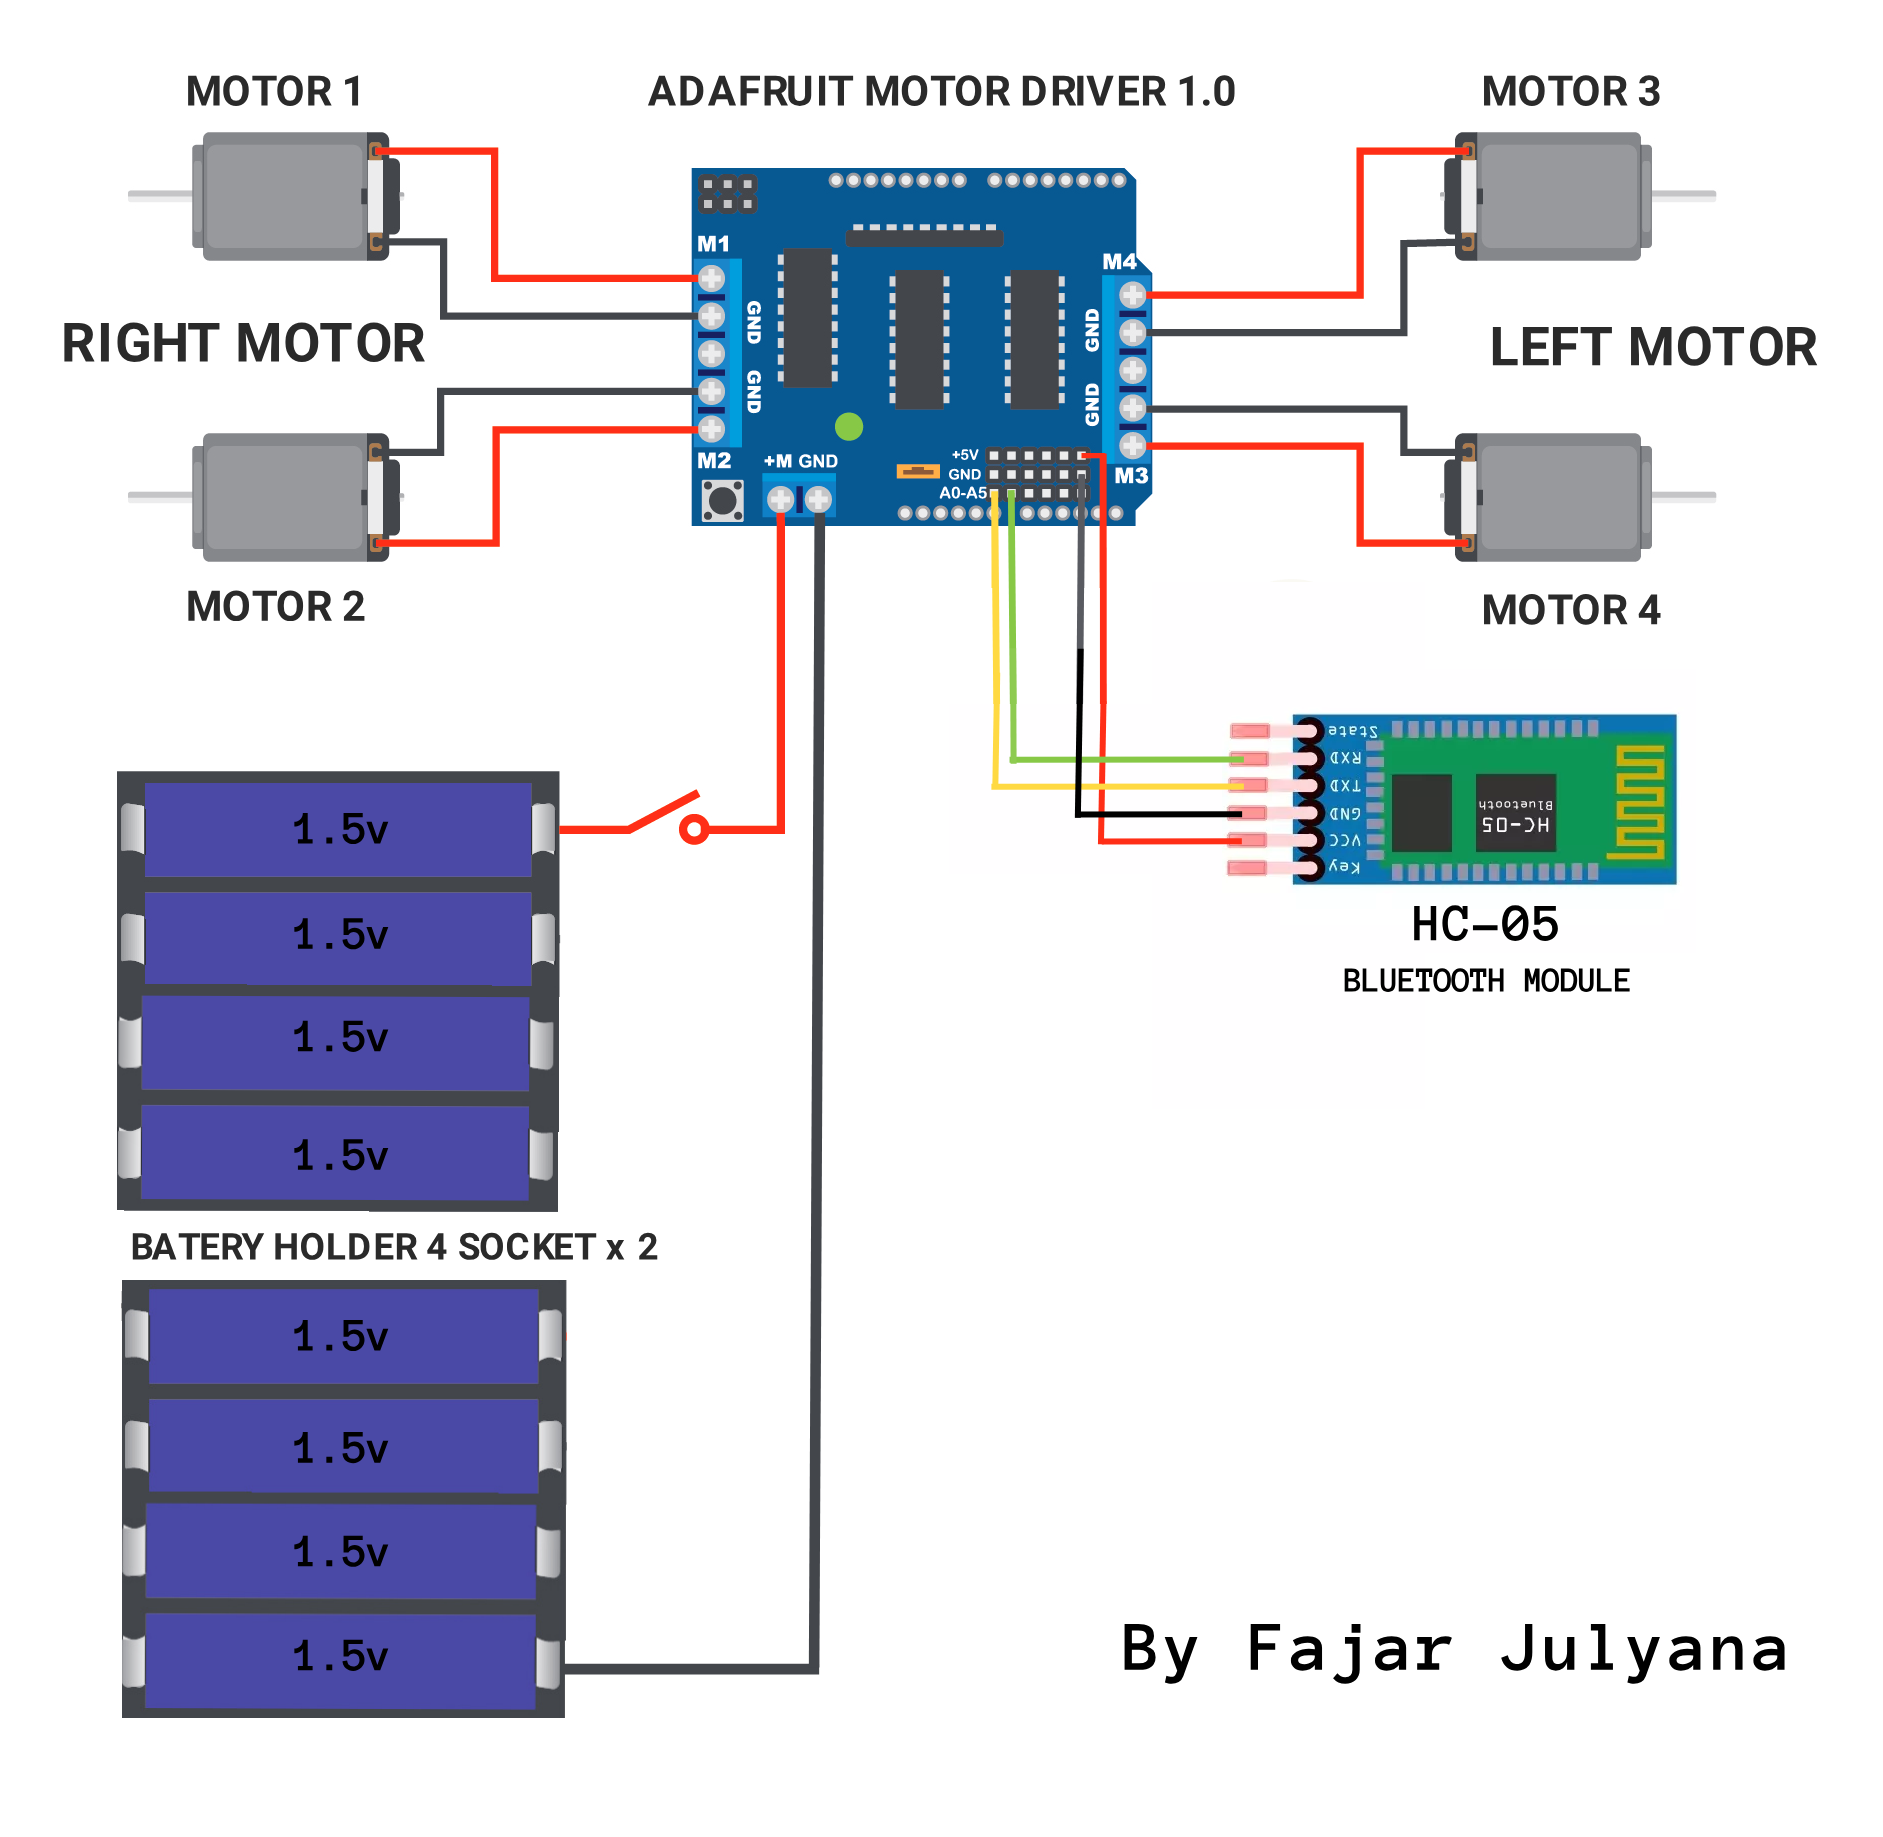 MOTOR 1
ADAFRUIT MOTOR DRIVER 1.0
MOTOR 3
M1
M4
GND
GND
RIGHT MOTOR
LEFT MOTOR
GND
GND
M2
+M GND
+5V
GND
A0-A5
M3
MOTOR 2
MOTOR 4
State
RXD
TXD
GND
VCC
Key
HC-05
Bluetooth
HC-05
BLUETOOTH MODULE
1.5v
1.5v
1.5v
1.5v
BATERY HOLDER 4 SOCKET x 2
1.5v
1.5v
1.5v
1.5v
By Fajar Julyana